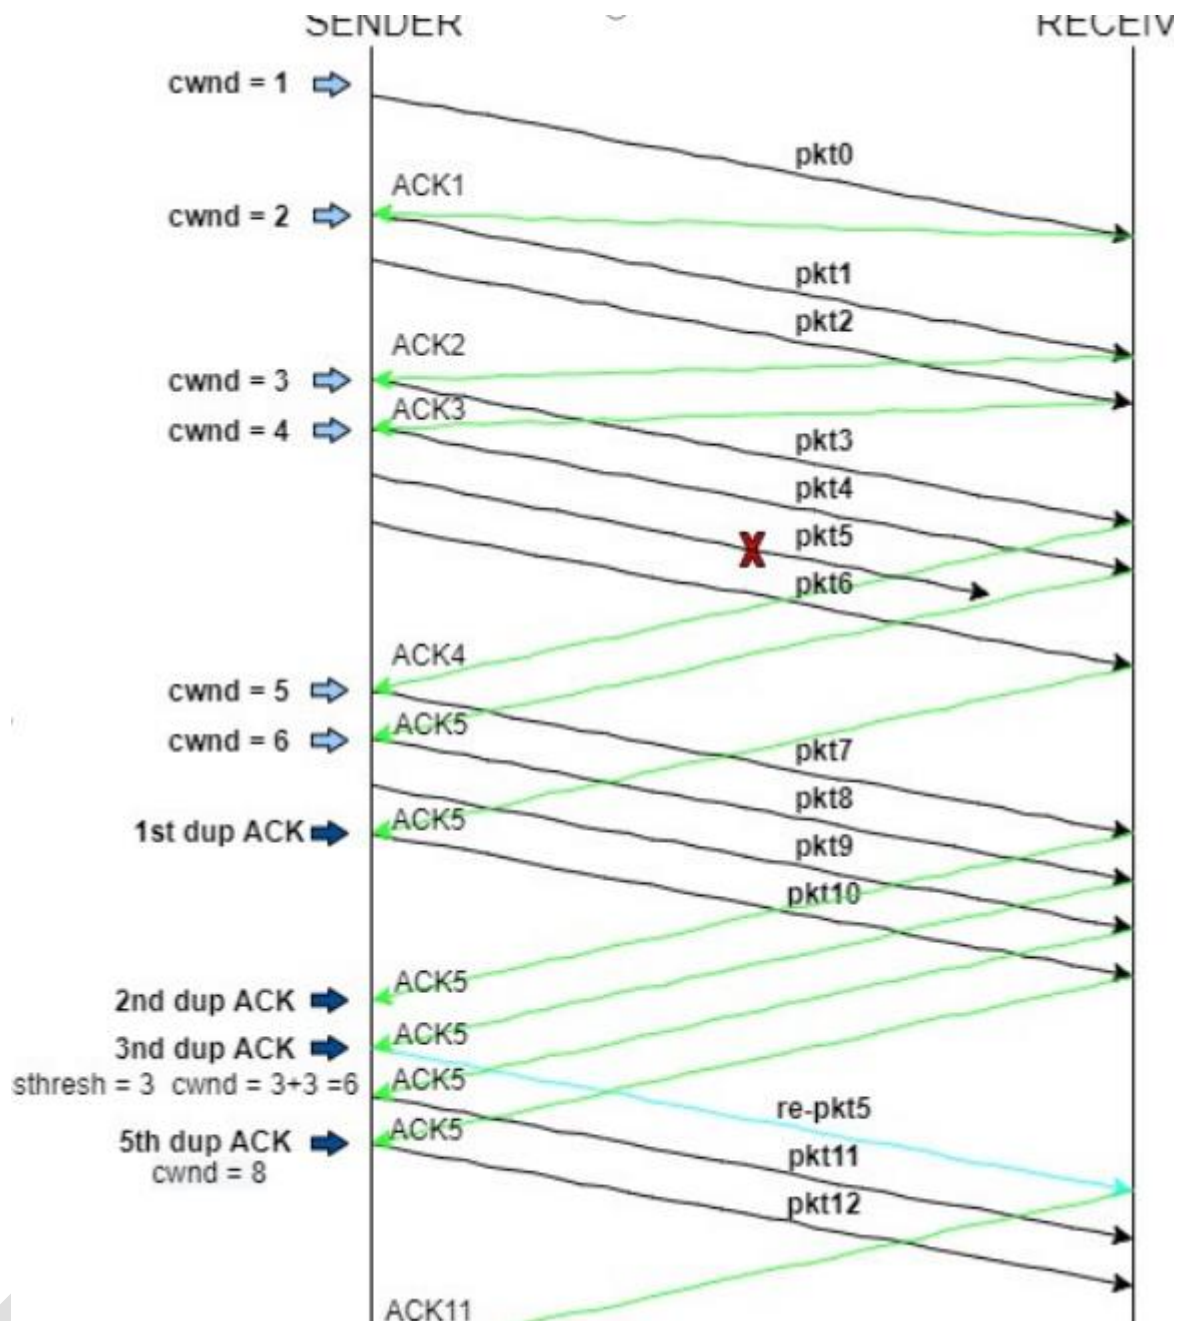 SENDER RECEIV
cwnd = 1
pkt0
ACK1
cwnd = 2
pkt1
pkt2
ACK2
cwnd = 3
ACK3
cwnd = 4
pkt3
pkt4
pkt5
X
pkt6
ACK4
cwnd = 5
ACK5
cwnd = 6
pkt7
pkt8
ACK5
1st dup ACK
pkt9
pkt10
ACK5
2nd dup ACK
ACK5
3nd dup ACK
sthresh = 3 cwnd = 3+3 =6
ACK5
re-pkt5
ACK5
5th dup ACK
pkt11
cwnd = 8
pkt12
ACK11